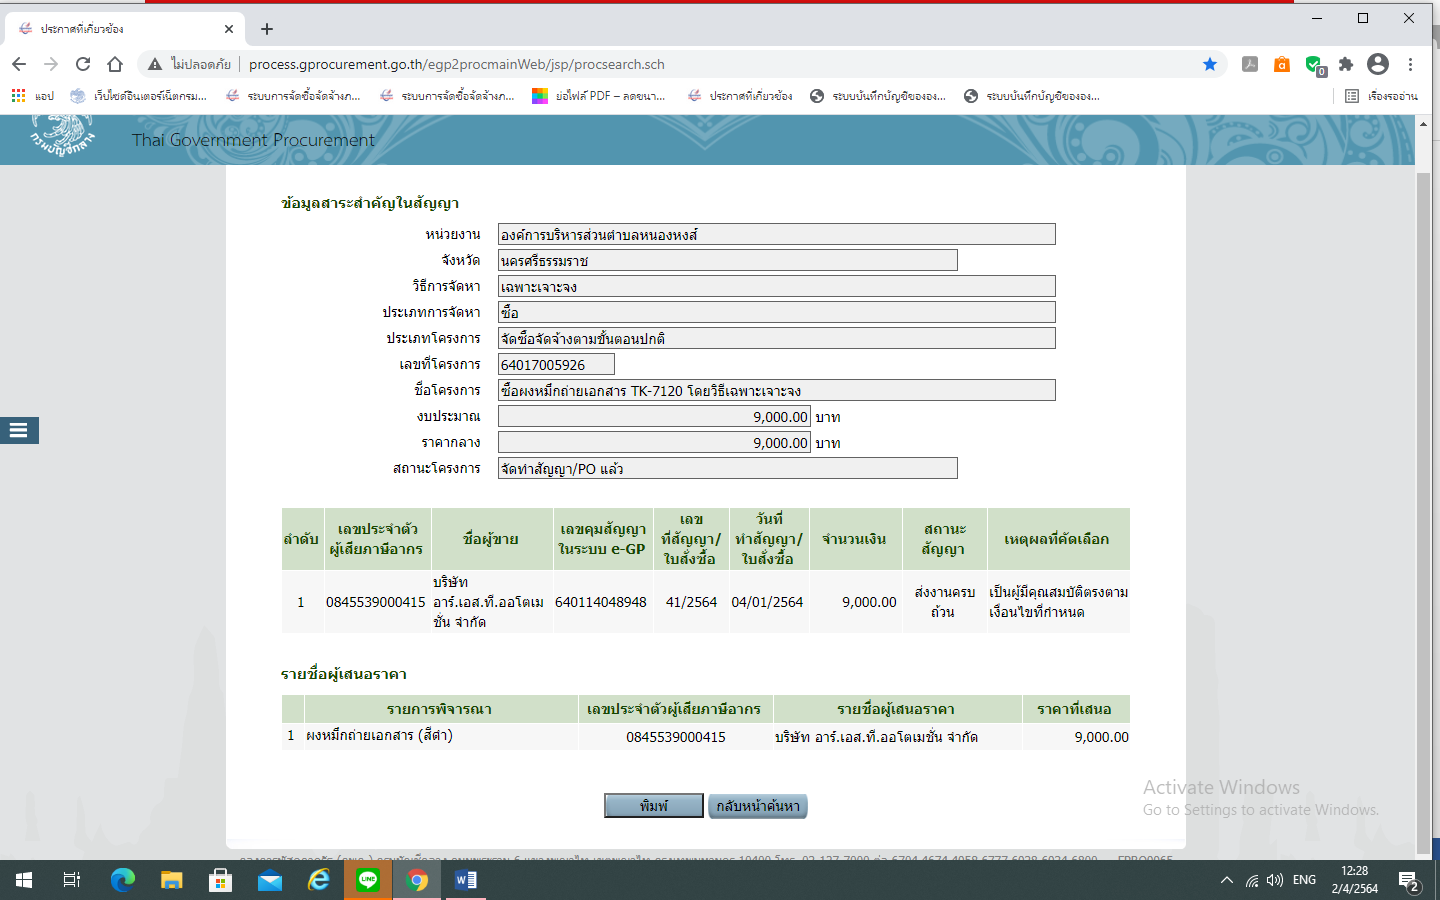 ประกาศที่เกี่ยวข้อง
ไม่ปลอดภัย | process.gprocurement.go.th/egp2procmainWeb/jsp/procsearch.sch
แอป เว็บไซต์อินเตอร์เน็ตกรม... ระบบการจัดซื้อจัดจ้างภ... ระบบการจัดซื้อจัดจ้างภ... ย่อไฟล์ PDF – ลดขนา... ประกาศที่เกี่ยวข้อง ระบบบันทึกบัญชีขององ... ระบบบันทึกบัญชีขององ... เรื่องรออ่าน
กรมบัญชีกลาง
Thai Government Procurement
ข้อมูลสาระสำคัญในสัญญา
หน่วยงาน องค์การบริหารส่วนตำบลหนองหงส์
จังหวัด นครศรีธรรมราช
วิธีการจัดหา เฉพาะเจาะจง
ประเภทการจัดหา ซื้อ
ประเภทโครงการ จัดซื้อจัดจ้างตามขั้นตอนปกติ
เลขที่โครงการ 64017005926
ชื่อโครงการ ซื้อผงหมึกถ่ายเอกสาร TK-7120 โดยวิธีเฉพาะเจาะจง
งบประมาณ 9,000.00 บาท
ราคากลาง 9,000.00 บาท
สถานะโครงการ จัดทำสัญญา/PO แล้ว
ลำดับ เลขประจำตัวผู้เสียภาษีอากร ชื่อผู้ขาย เลขคุมสัญญาในระบบ e-GP เลขที่สัญญา/ใบสั่งซื้อ วันที่ทำสัญญา/ใบสั่งซื้อ จำนวนเงิน สถานะสัญญา เหตุผลที่คัดเลือก
1 0845539000415 บริษัท อาร์.เอส.ที.ออโตเมชั่น จำกัด 640114048948 41/2564 04/01/2564 9,000.00 ส่งงานครบถ้วน เป็นผู้มีคุณสมบัติตรงตามเงื่อนไขที่กำหนด
รายชื่อผู้เสนอราคา
รายการพิจารณา เลขประจำตัวผู้เสียภาษีอากร รายชื่อผู้เสนอราคา ราคาที่เสนอ
1 ผงหมึกถ่ายเอกสาร (สีดำ) 0845539000415 บริษัท อาร์.เอส.ที.ออโตเมชั่น จำกัด 9,000.00
พิมพ์ กลับหน้าค้นหา
Activate Windows
Go to Settings to activate Windows.
LINE
ENG
12:28
2/4/2564
2